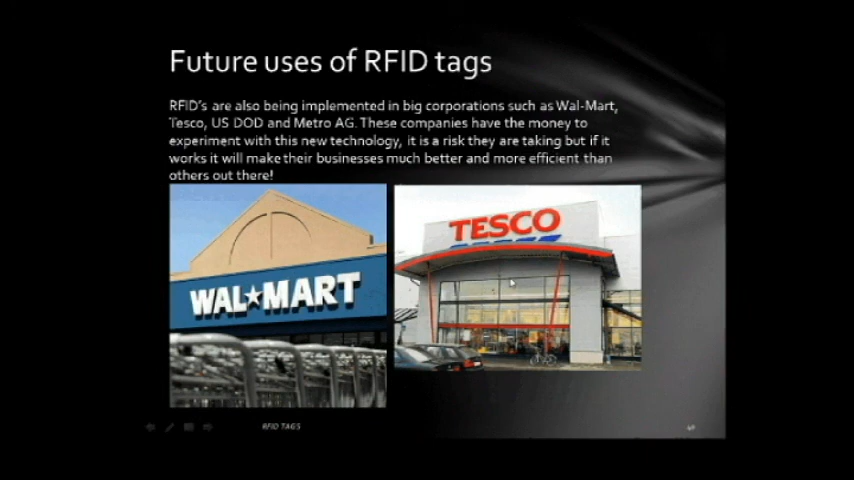 Future uses of RFID tags
RFID's are also being implemented in big corporations such as Wal-Mart,
Tesco, US DOD and Metro AG. These companies have the money to
experiment with this new technology, it is a risk they are taking but if it
works it will make their businesses much better and more efficient than
others out there!
WAL★MART
TESCO
RFID TAGS